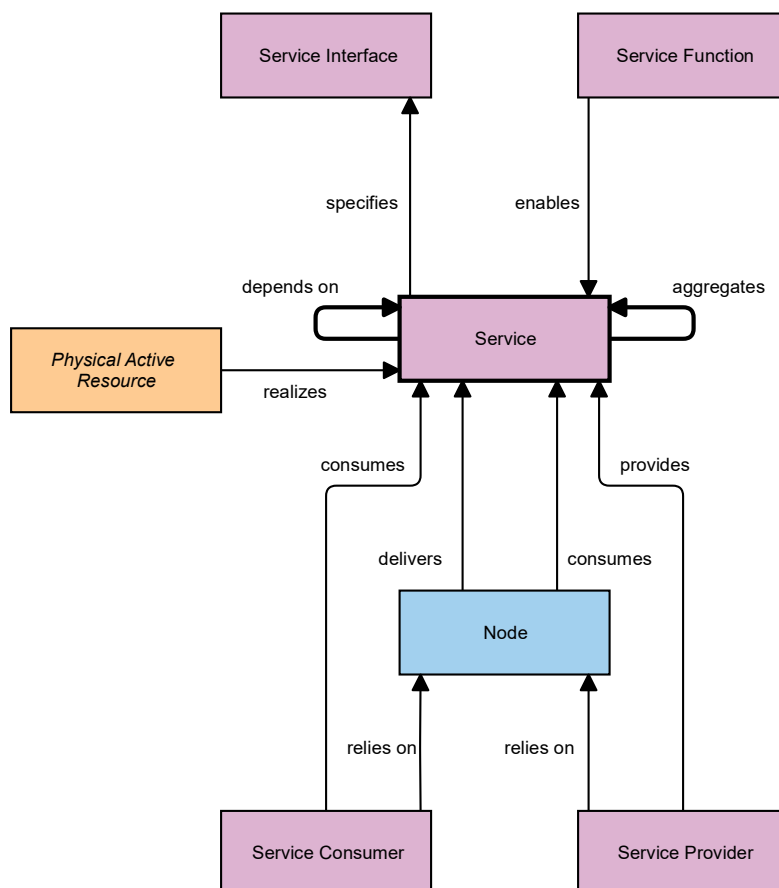 Service Interface
Service Function
specifies
enables
depends on
aggregates
Service
Physical Active
Resource
realizes
consumes
provides
delivers
consumes
Node
relies on
relies on
Service Consumer
Service Provider